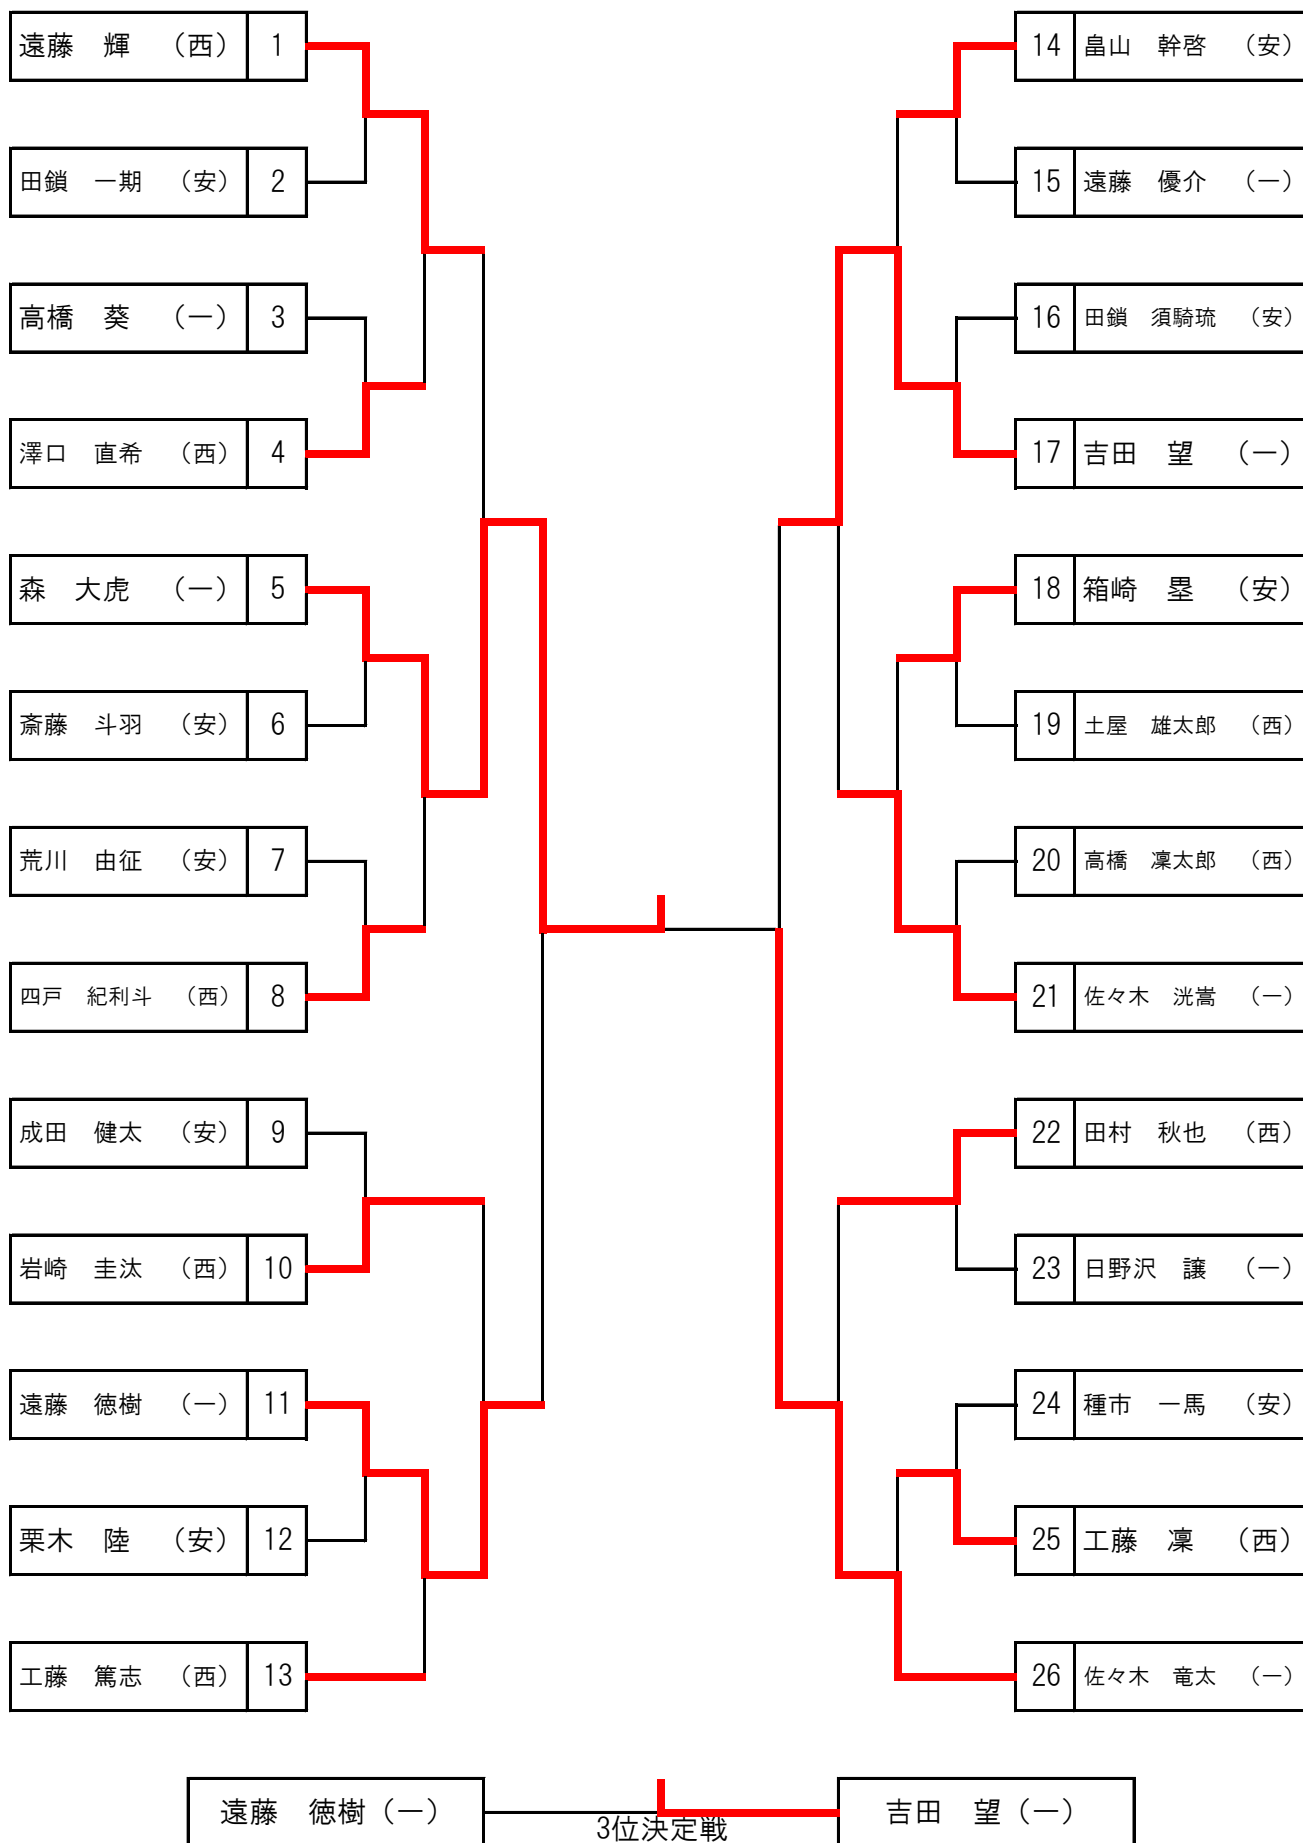 遠藤　輝　（西） 1
田鎖　一期　（安） 2
高橋　葵　（一） 3
澤口　直希　（西） 4
森　大虎　（一） 5
斎藤　斗羽　（安） 6
荒川　由征　（安） 7
四戸　紀利斗　（西） 8
成田　健太　（安） 9
岩崎　圭汰　（西） 10
遠藤　徳樹　（一） 11
栗木　陸　（安） 12
工藤　篤志　（西） 13
14 畠山　幹啓　（安）
15 遠藤　優介　（一）
16 田鎖　須騎琉　（安）
17 吉田　望　（一）
18 箱崎　塁　（安）
19 土屋　雄太郎　（西）
20 高橋　凜太郎　（西）
21 佐々木　洸嵩　（一）
22 田村　秋也　（西）
23 日野沢　譲　（一）
24 種市　一馬　（安）
25 工藤　凜　（西）
26 佐々木　竜太　（一）
遠藤　徳樹（一）
3位決定戦
吉田　望（一）